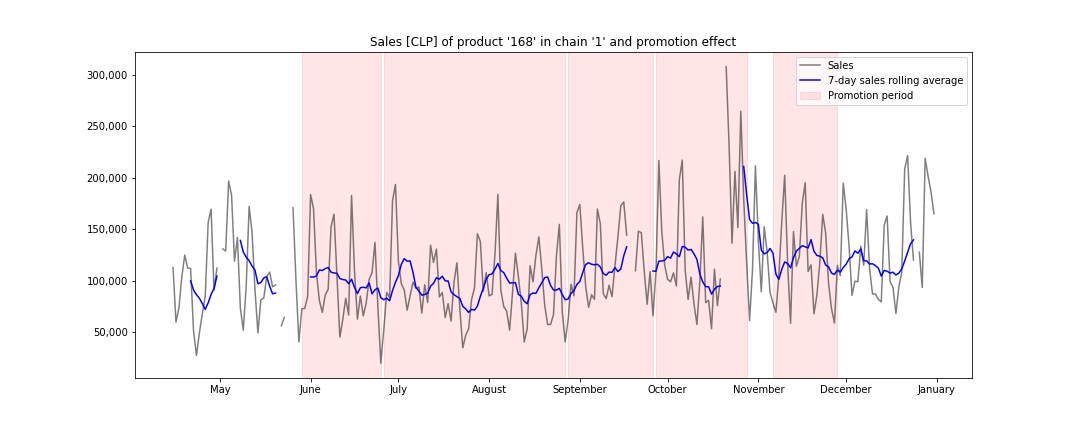 Sales [CLP] of product '168' in chain '1' and promotion effect
300,000
250,000
200,000
150,000
100,000
50,000
Sales
7-day sales rolling average
Promotion period
May June July August September October November December January